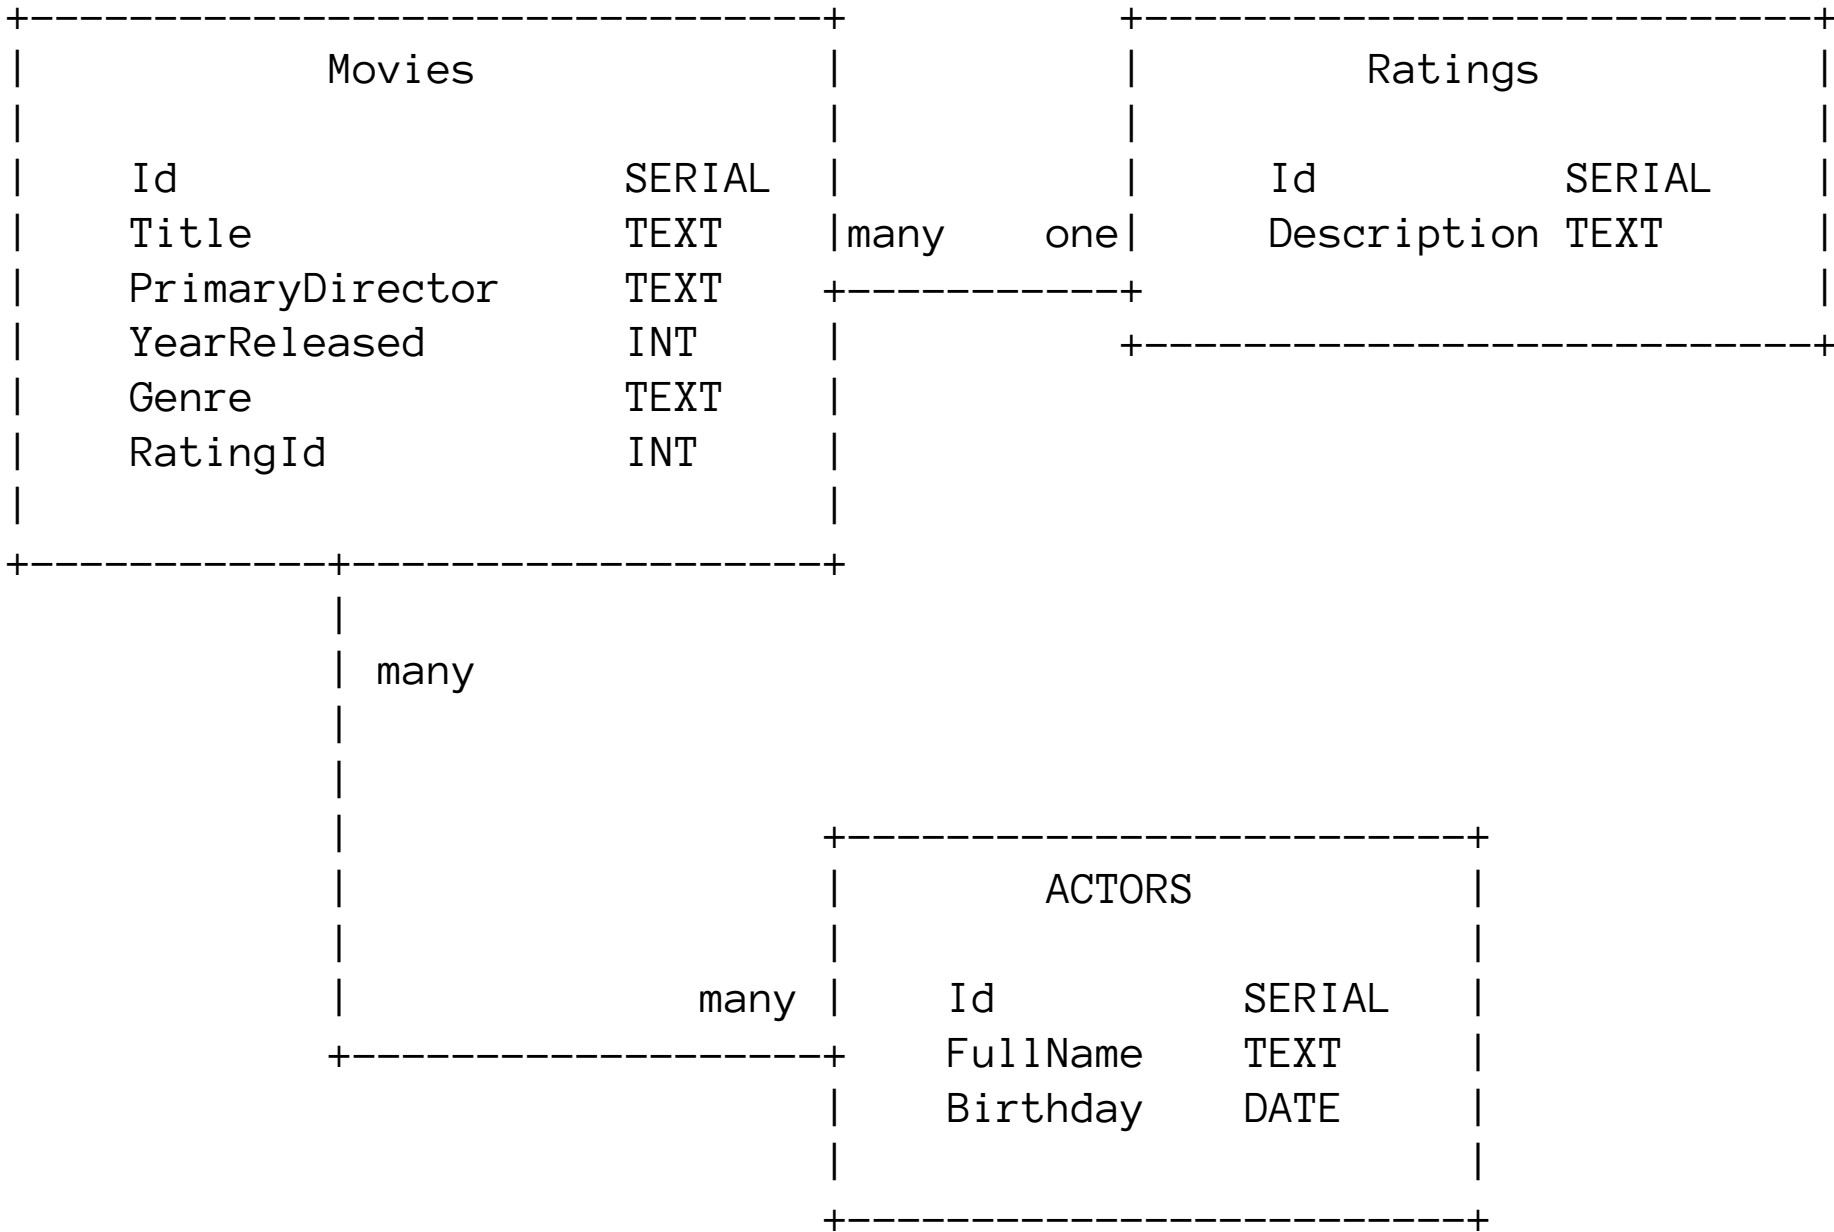 Movies
Id SERIAL
Title TEXT
PrimaryDirector TEXT
YearReleased INT
Genre TEXT
RatingId INT
many one
Ratings
Id SERIAL
Description TEXT
many
many
ACTORS
Id SERIAL
FullName TEXT
Birthday DATE